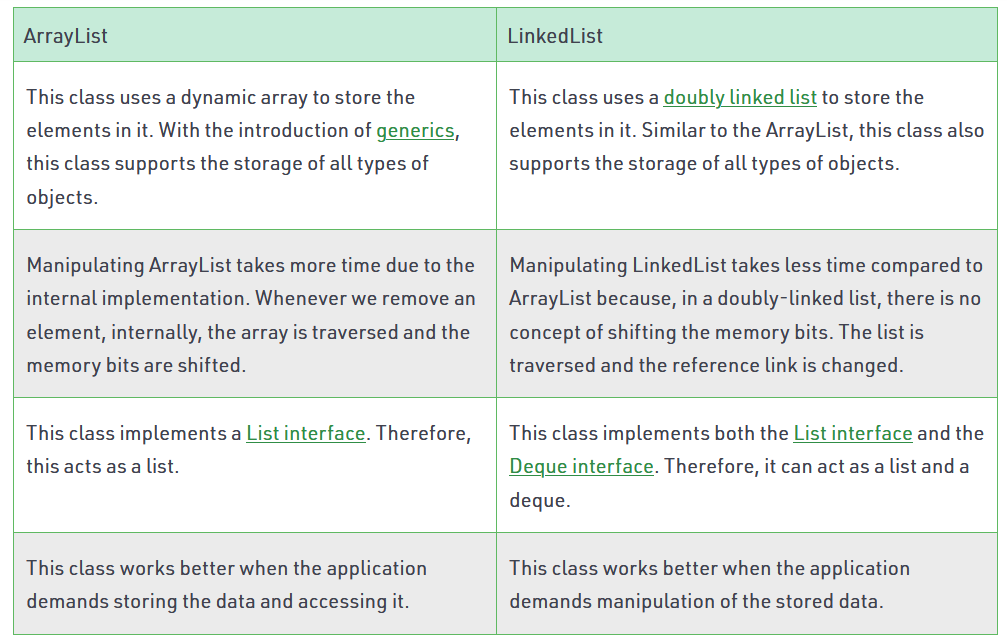 ArrayList
LinkedList
This class uses a dynamic array to store the
elements in it. With the introduction of generics,
this class supports the storage of all types of
objects.
This class uses a doubly linked list to store the
elements in it. Similar to the ArrayList, this class also
supports the storage of all types of objects.
Manipulating ArrayList takes more time due to the
internal implementation. Whenever we remove an
element, internally, the array is traversed and the
memory bits are shifted.
Manipulating LinkedList takes less time compared to
ArrayList because, in a doubly-linked list, there is no
concept of shifting the memory bits. The list is
traversed and the reference link is changed.
This class implements a List interface. Therefore,
this acts as a list.
This class implements both the List interface and the
Deque interface. Therefore, it can act as a list and a
deque.
This class works better when the application
demands storing the data and accessing it.
This class works better when the application
demands manipulation of the stored data.